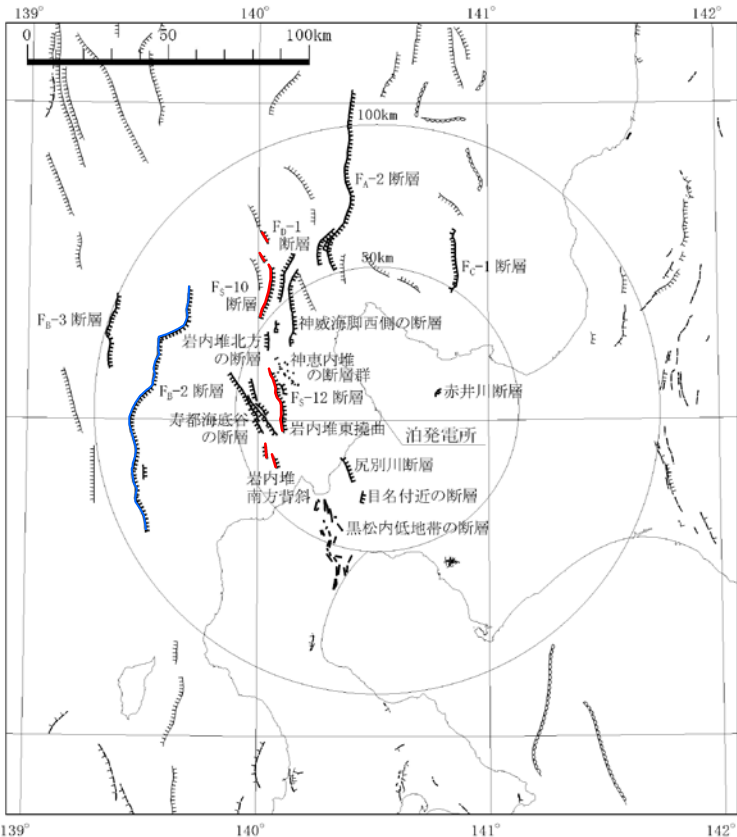 139° 140° 141° 142°
0 50 100km
100km
FA-2 断層
FD-1
断層
50km
FC-1 断層
FS-10
断層
FB-3 断層
神威海脚西側の断層
岩内堆北方
の断層
神恵内堆
の断層群
FB-2 断層
FS-12 断層
赤井川断層
寿都海底谷
の断層
岩内堆東撓曲
泊発電所
尻別川断層
岩内堆
南方背斜
目名付近の断層
黒松内低地帯の断層
139° 140° 141° 142°